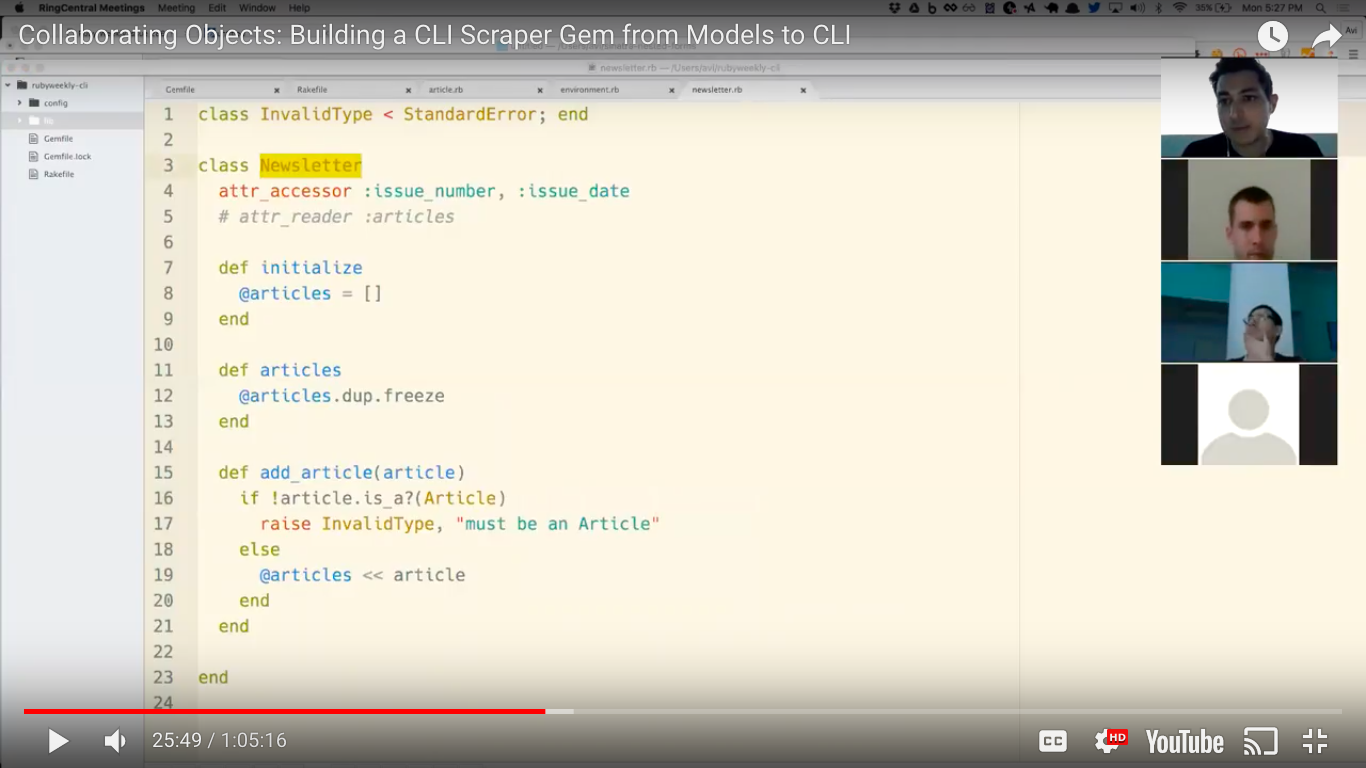 RingCentral Meetings Meeting Edit Window Help
35% Mon 5:27 PM
Collaborating Objects: Building a CLI Scraper Gem from Models to CLI
Avi
newsletter.rb — /Users/avi/rubyweekly-cli
rubyweekly-cli
config
lib
Gemfile
Gemfile.lock
Rakefile
Gemfile × Rakefile × article.rb × environment.rb × newsletter.rb ×
1 class InvalidType < StandardError; end
2
3 class Newsletter
4 attr_accessor :issue_number, :issue_date
5 # attr_reader :articles
6
7 def initialize
8 @articles = []
9 end
10
11 def articles
12 @articles.dup.freeze
13 end
14
15 def add_article(article)
16 if !article.is_a?(Article)
17 raise InvalidType, "must be an Article"
18 else
19 @articles << article
20 end
21 end
22
23 end
24
25:49 / 1:05:16
CC
HD
YouTube